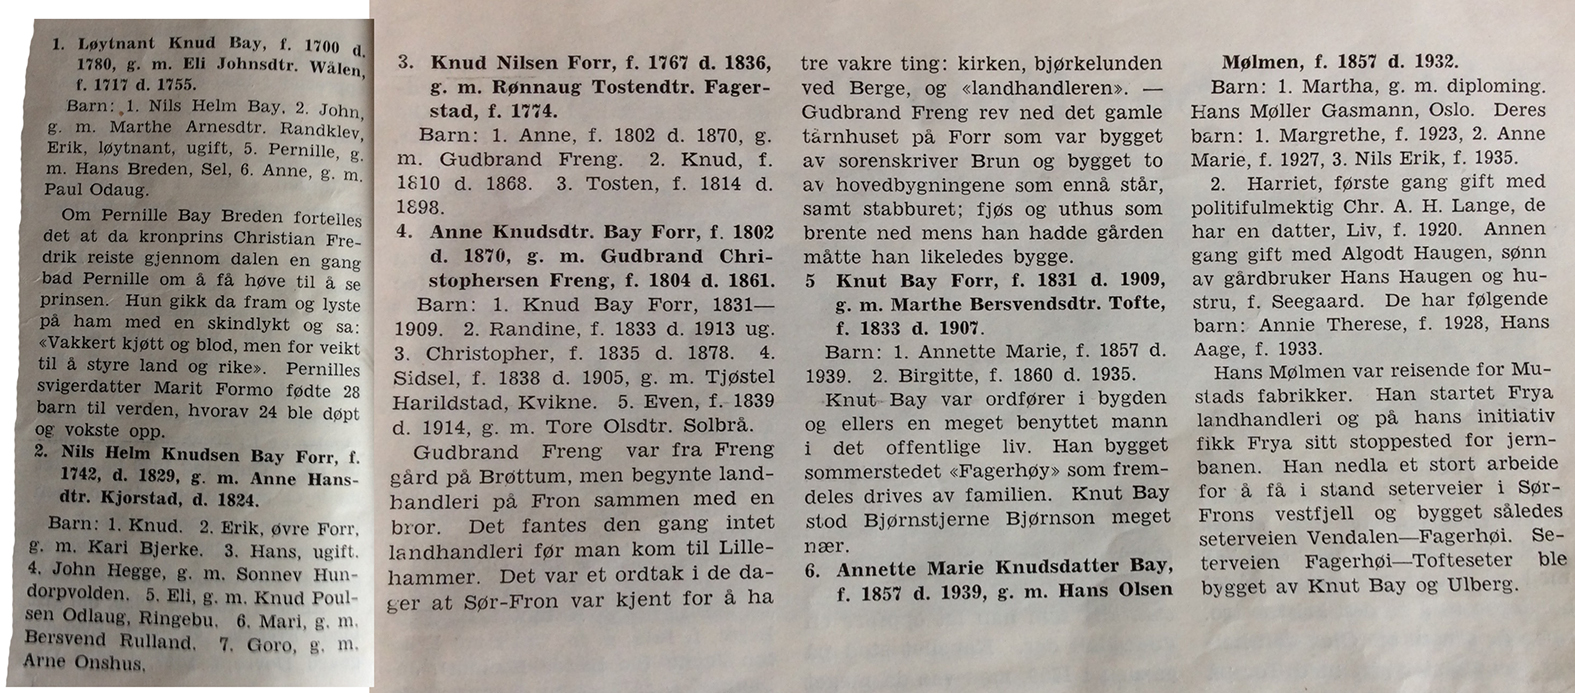 1. Løytnant Knud Bay, f. 1700 d.
1780, g. m. Eli Johnsdtr. Wålen,
f. 1717 d. 1755.
Barn: 1. Nils Helm Bay, 2. John,
g. m. Marthe Arnesdtr. Randklev,
Erik, løytnant, ugift, 5. Pernille, g.
m. Hans Breden, Sel, 6. Anne, g. m.
Paul Odaug.
Om Pernille Bay Breden fortelles
det at da kronprins Christian Fre-
drik reiste gjennom dalen en gang
bad Pernille om å få høve til å se
prinsen. Hun gikk da fram og lyste
på ham med en skindlykt og sa:
«Vakkert kjøtt og blod, men for veikt
til å styre land og rike». Pernilles
svigerdatter Marit Formo fødte 28
barn til verden, hvorav 24 ble døpt
og vokste opp.
2. Nils Helm Knudsen Bay Forr, f.
1742, d. 1829, g. m. Anne Hans-
dtr. Kjorstad, d. 1824.
Barn: 1. Knud. 2. Erik, øvre Forr,
g. m. Kari Bjerke. 3. Hans, ugift.
4. John Hegge, g. m. Sonnev Hun-
dorpvolden. 5. Eli, g. m. Knud Poul-
sen Odlaug, Ringebu. 6. Mari, g. m.
Bersvend Rulland. 7. Goro, g. m.
Arne Onshus.
3. Knud Nilsen Forr, f. 1767 d. 1836,
g. m. Rønnaug Tostendtr. Fager-
stad, f. 1774.
Barn: 1. Anne, f. 1802 d. 1870, g.
m. Gudbrand Freng. 2. Knud, f.
1810 d. 1868. 3. Tosten, f. 1814 d.
1898.
4. Anne Knudsdtr. Bay Forr, f. 1802
d. 1870, g. m. Gudbrand Chri-
stophersen Freng, f. 1804 d. 1861.
Barn: 1. Knud Bay Forr, 1831—
1909. 2. Randine, f. 1833 d. 1913 ug.
3. Christopher, f. 1835 d. 1878. 4.
Sidsel, f. 1838 d. 1905, g. m. Tjøstel
Harildstad, Kvikne. 5. Even, f. 1839
d. 1914, g. m. Tore Olsdtr. Solbrå.
Gudbrand Freng var fra Freng
gård på Brøttum, men begynte land-
handleri på Fron sammen med en
bror. Det fantes den gang intet
landhandleri før man kom til Lille-
hammer. Det var et ordtak i de da-
ger at Sør-Fron var kjent for å ha
tre vakre ting: kirken, bjørkelunden
ved Berge, og «landhandleren». —
Gudbrand Freng rev ned det gamle
tårnhuset på Forr som var bygget
av sorenskriver Brun og bygget to
av hovedbygningene som ennå står,
samt stabburet; fjøs og uthus som
brente ned mens han hadde gården
måtte han likeledes bygge.
5 Knut Bay Forr, f. 1831 d. 1909,
g. m. Marthe Bersvendsdtr. Tofte,
f. 1833 d. 1907.
Barn: 1. Annette Marie, f. 1857 d.
1939. 2. Birgitte, f. 1860 d. 1935.
Knut Bay var ordfører i bygden
og ellers en meget benyttet mann
i det offentlige liv. Han bygget
sommerstedet «Fagerhøy» som frem-
deles drives av familien. Knut Bay
stod Bjørnstjerne Bjørnson meget
nær.
6. Annette Marie Knudsdatter Bay,
f. 1857 d. 1939, g. m. Hans Olsen
Mølmen, f. 1857 d. 1932.
Barn: 1. Martha, g. m. diploming.
Hans Møller Gasmann, Oslo. Deres
barn: 1. Margrethe, f. 1923, 2. Anne
Marie, f. 1927, 3. Nils Erik, f. 1935.
2. Harriet, første gang gift med
politifulmektig Chr. A. H. Lange, de
har en datter, Liv, f. 1920. Annen
gang gift med Algodt Haugen, sønn
av gårdbruker Hans Haugen og hu-
stru, f. Seegaard. De har følgende
barn: Annie Therese, f. 1928, Hans
Aage, f. 1933.
Hans Mølmen var reisende for Mu-
stads fabrikker. Han startet Frya
landhandleri og på hans initiativ
fikk Frya sitt stoppested for jern-
banen. Han nedla et stort arbeide
for å få i stand seterveier i Sør-
Frons vestfjell og bygget således
seterveien Vendalen—Fagerhøi. Se-
terveien Fagerhøi—Tofteseter ble
bygget av Knut Bay og Ulberg.